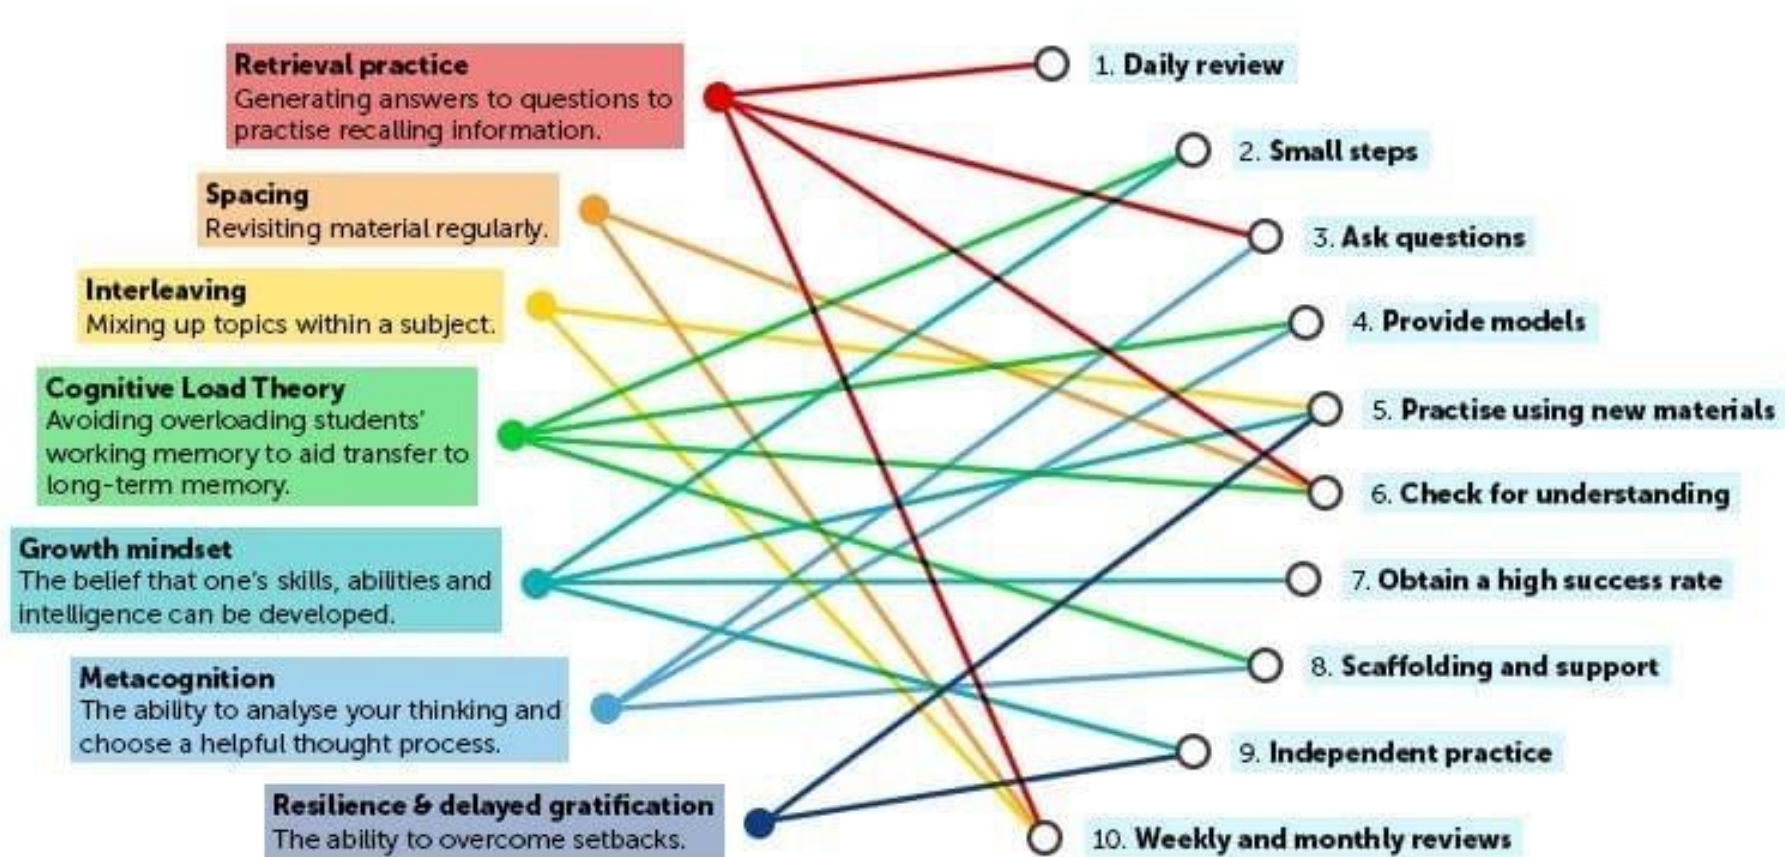 Retrieval practice
Generating answers to questions to
practise recalling information.
Spacing
Revisiting material regularly.
Interleaving
Mixing up topics within a subject.
Cognitive Load Theory
Avoiding overloading students'
working memory to aid transfer to
long-term memory.
Growth mindset
The belief that one's skills, abilities and
intelligence can be developed.
Metacognition
The ability to analyse your thinking and
choose a helpful thought process.
Resilience & delayed gratification
The ability to overcome setbacks.
1. Daily review
2. Small steps
3. Ask questions
4. Provide models
5. Practise using new materials
6. Check for understanding
7. Obtain a high success rate
8. Scaffolding and support
9. Independent practice
10. Weekly and monthly reviews